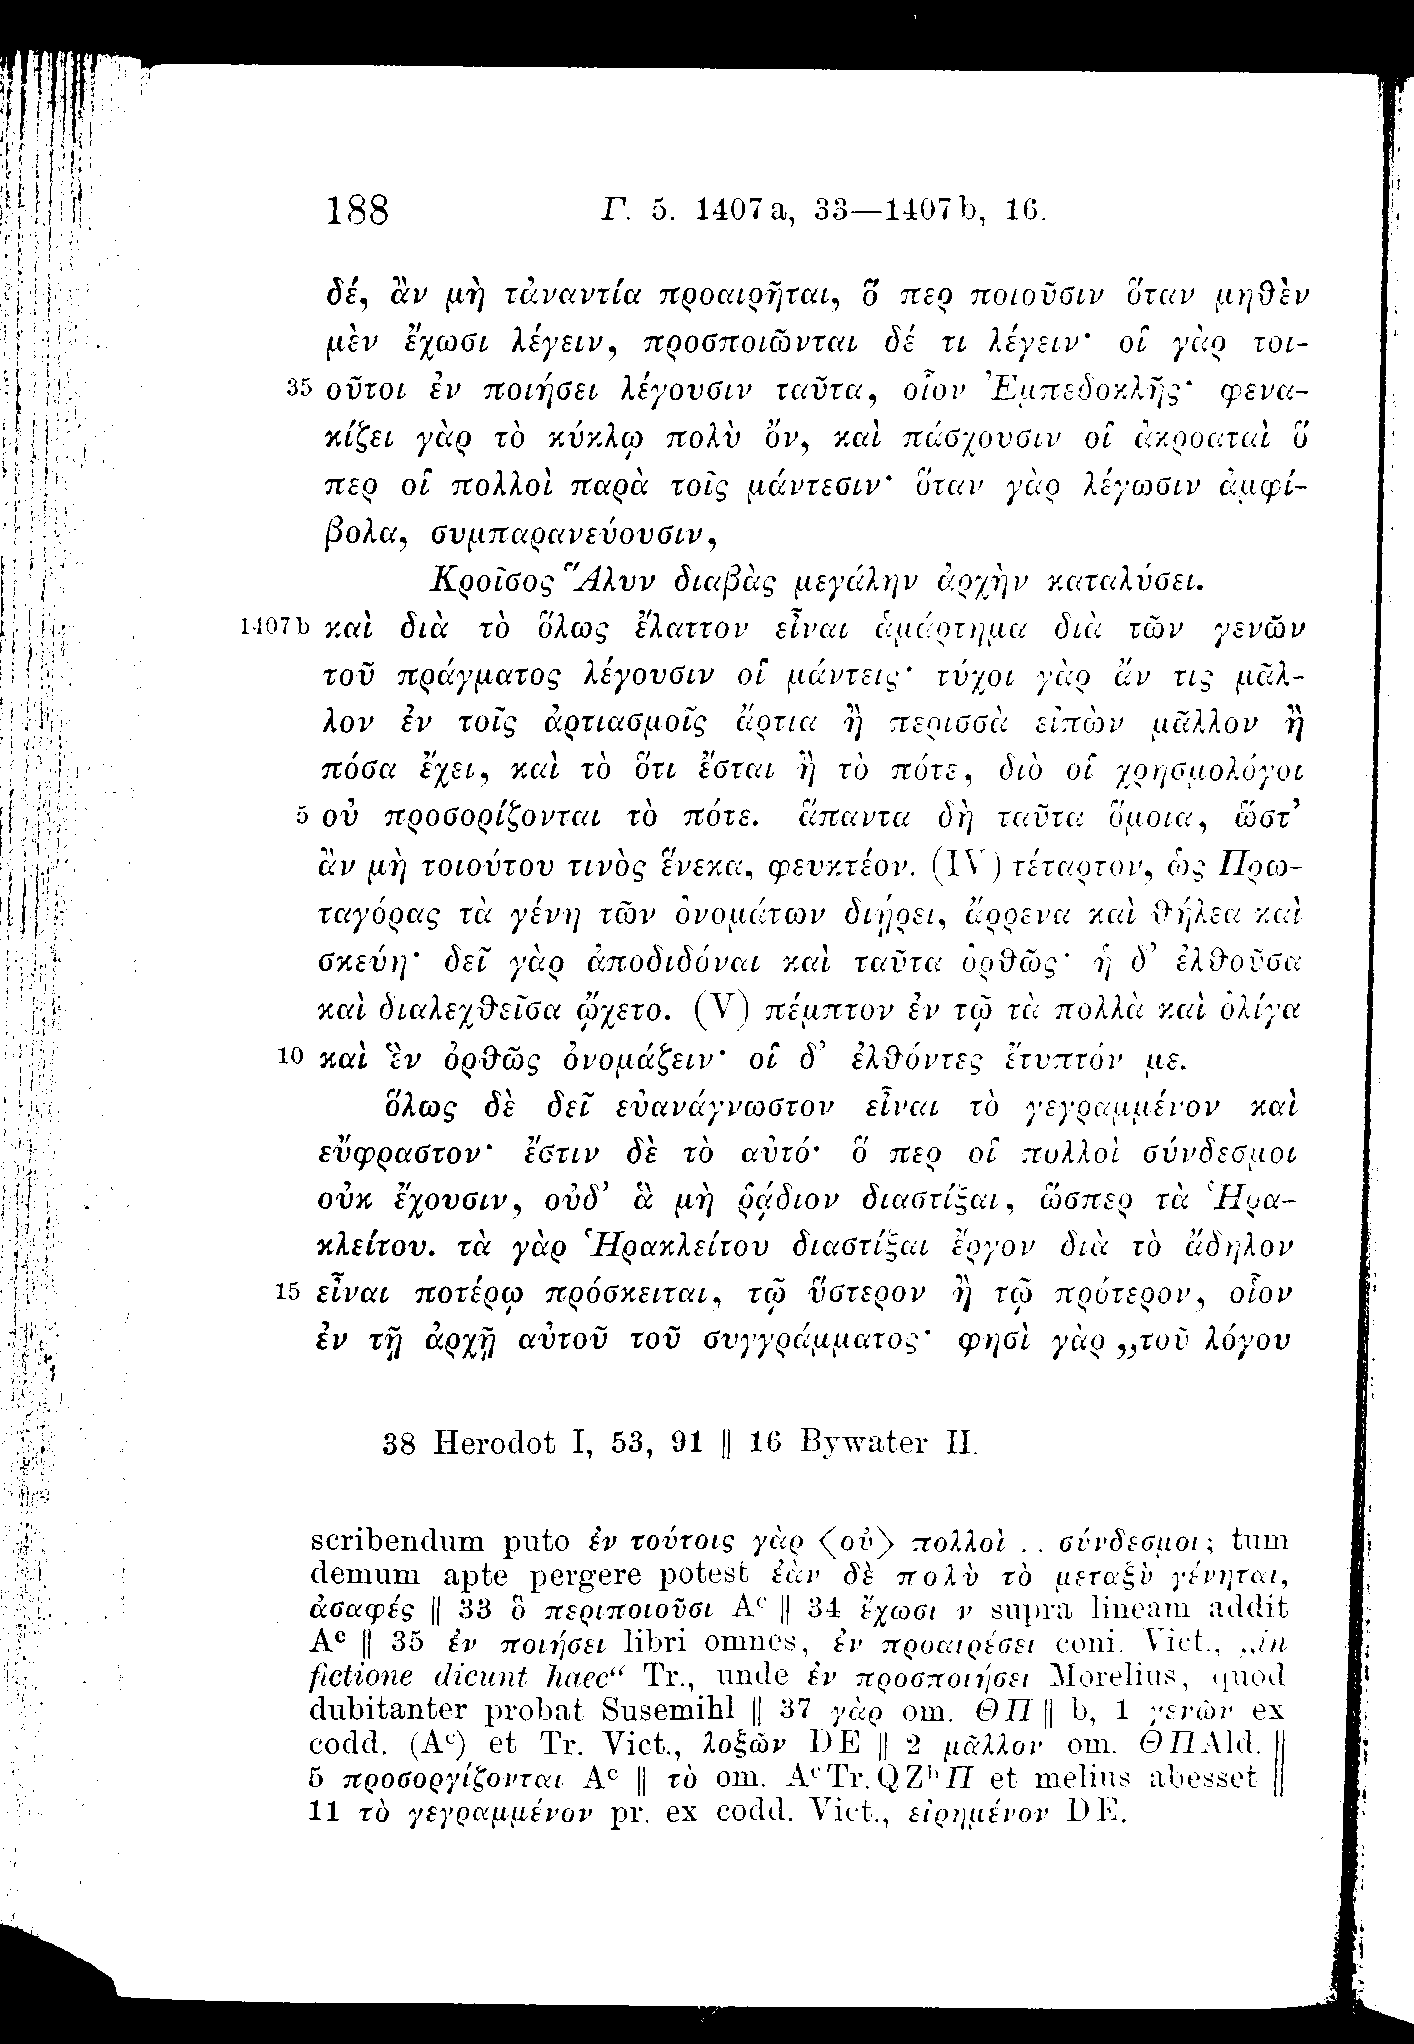 188 Γ. 5. 1407a, 33—1407b, 16.
δέ, ἂν μὴ τἀναντία προαιρῆται, ὅ περ ποιοῦσιν ὅταν μηθὲν
μὲν ἔχωσι λέγειν, προσποιῶνται δέ τι λέγειν· οἱ γὰρ τοι-
35 οῦτοι ἐν ποιήσει λέγουσιν ταῦτα, οἷον Ἐμπεδοκλῆς· φενα-
κίζει γὰρ τὸ κύκλῳ πολὺ ὄν, καὶ πάσχουσιν οἱ ἀκροαταὶ ὅ
περ οἱ πολλοὶ παρὰ τοῖς μάντεσιν· ὅταν γὰρ λέγωσιν ἀμφί-
βολα, συμπαρανεύουσιν,
Κροῖσος Ἅλυν διαβὰς μεγάλην ἀρχὴν καταλύσει.
1407b καὶ διὰ τὸ ὅλως ἔλαττον εἶναι ἁμάρτημα διὰ τῶν γενῶν
τοῦ πράγματος λέγουσιν οἱ μάντεις· τύχοι γὰρ ἄν τις μᾶλ-
λον ἐν τοῖς ἀρτιασμοῖς ἄρτια ἢ περισσὰ εἰπὼν μᾶλλον ἢ
πόσα ἔχει, καὶ τὸ ὅτι ἔσται ἢ τὸ πότε, διὸ οἱ χρησμολόγοι
5 οὐ προσορίζονται τὸ πότε. ἅπαντα δὴ ταῦτα ὅμοια, ὥστ’
ἂν μὴ τοιούτου τινὸς ἕνεκα, φευκτέον. (IV) τέταρτον, ὡς Πρω-
ταγόρας τὰ γένη τῶν ὀνομάτων διῄρει, ἄρρενα καὶ θήλεα καὶ
σκεύη· δεῖ γὰρ ἀποδιδόναι καὶ ταῦτα ὀρθῶς· ἡ δ’ ἐλθοῦσα
καὶ διαλεχθεῖσα ᾤχετο. (V) πέμπτον ἐν τῷ τὰ πολλὰ καὶ ὀλίγα
10 καὶ ἓν ὀρθῶς ὀνομάζειν· οἱ δ’ ἐλθόντες ἔτυπτόν με.
ὅλως δὲ δεῖ εὐανάγνωστον εἶναι τὸ γεγραμμένον καὶ
εὔφραστον· ἔστιν δὲ τὸ αὐτό· ὅ περ οἱ πολλοὶ σύνδεσμοι
οὐκ ἔχουσιν, οὐδ’ ἃ μὴ ῥᾴδιον διαστίξαι, ὥσπερ τὰ Ἡρα-
κλείτου. τὰ γὰρ Ἡρακλείτου διαστίξαι ἔργον διὰ τὸ ἄδηλον
15 εἶναι ποτέρῳ πρόσκειται, τῷ ὕστερον ἢ τῷ πρότερον, οἷον
ἐν τῇ ἀρχῇ αὐτοῦ τοῦ συγγράμματος· φησὶ γὰρ „τοῦ λόγου
38 Herodot I, 53, 91 || 16 Bywater II.
scribendum puto ἐν τούτοις γὰρ ⟨οὐ⟩ πολλοὶ .. σύνδεσμοι; tum
demum apte pergere potest ἐὰν δὲ πολὺ τὸ μεταξὺ γένηται,
ἀσαφές || 33 ὃ περιποιοῦσι Aᶜ || 34 ἔχωσι ν supra lineam addit
Aᶜ || 35 ἐν ποιήσει libri omnes, ἐν προαιρέσει coni. Vict., „in
fictione dicunt haec“ Tr., unde ἐν προσποιήσει Morelius, quod
dubitanter probat Susemihl || 37 γὰρ om. ΘΠ || b, 1 γενῶν ex
codd. (Aᶜ) et Tr. Vict., λοξῶν DE || 2 μᾶλλον om. ΘΠAld. ||
5 προσοργίζονται Aᶜ || τὸ om. AᶜTr.QZᵇΠ et melius abesset ||
11 τὸ γεγραμμένον pr. ex codd. Vict., εἰρημένον DE.